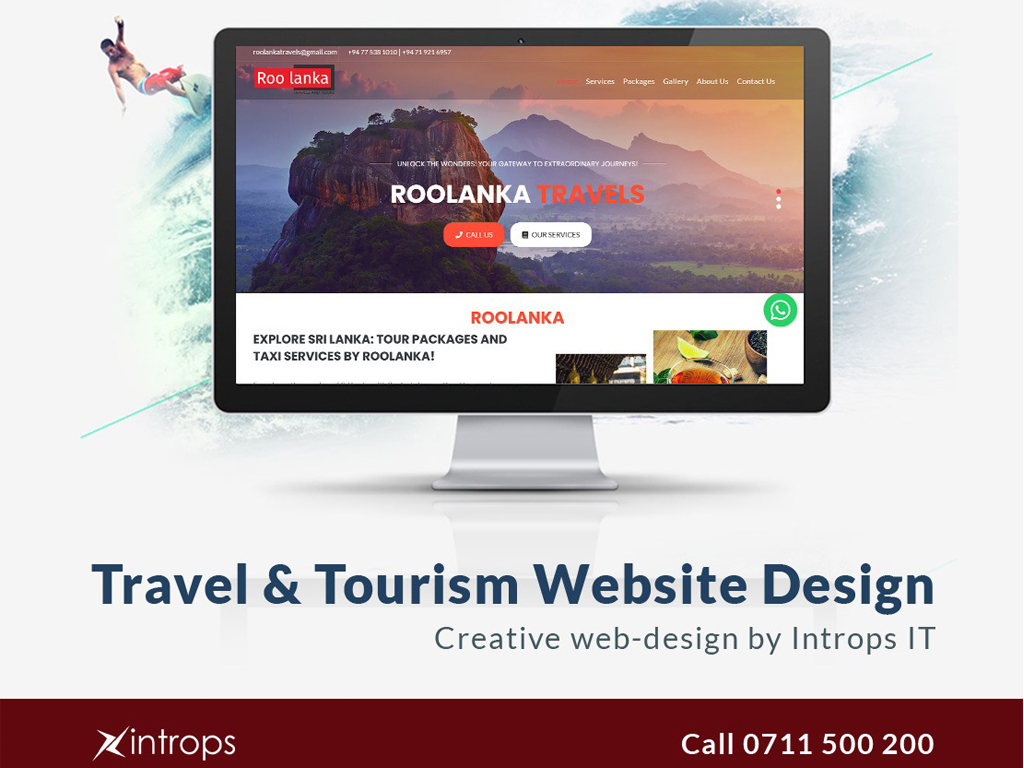 roolankatravels@gmail.com +94 77 538 1010 | +94 71 921 6957
Roo lanka
Home Services Packages Gallery About Us Contact Us
UNLOCK THE WONDERS: YOUR GATEWAY TO EXTRAORDINARY JOURNEYS!
ROOLANKA TRAVELS
CALL US OUR SERVICES
ROOLANKA
EXPLORE SRI LANKA: TOUR PACKAGES AND
TAXI SERVICES BY ROOLANKA!
Travel & Tourism Website Design
Creative web-design by Introps IT
introps
Call 0711 500 200